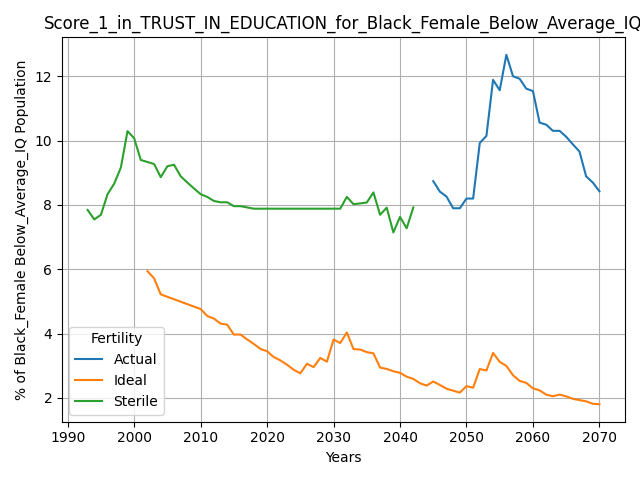 Score_1_in_TRUST_IN_EDUCATION_for_Black_Female_Below_Average_IQ
% of Black_Female Below_Average_IQ Population
12
10
8
6
4
2
Fertility
Actual
Ideal
Sterile
1990 2000 2010 2020 2030 2040 2050 2060 2070
Years